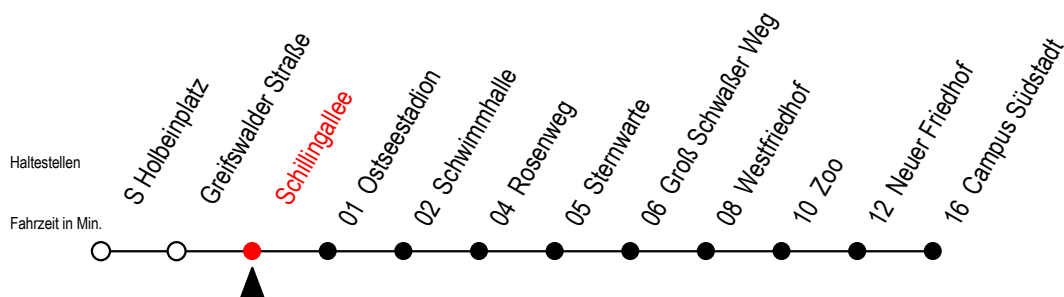 S Holbeinplatz
Greifswalder Straße
Schillingallee
01 Ostseestadion
02 Schwimmhalle
04 Rosenweg
05 Sternwarte
06 Groß Schwaßer Weg
08 Westfriedhof
10 Zoo
12 Neuer Friedhof
16 Campus Südstadt
Haltestellen
Fahrzeit in Min.